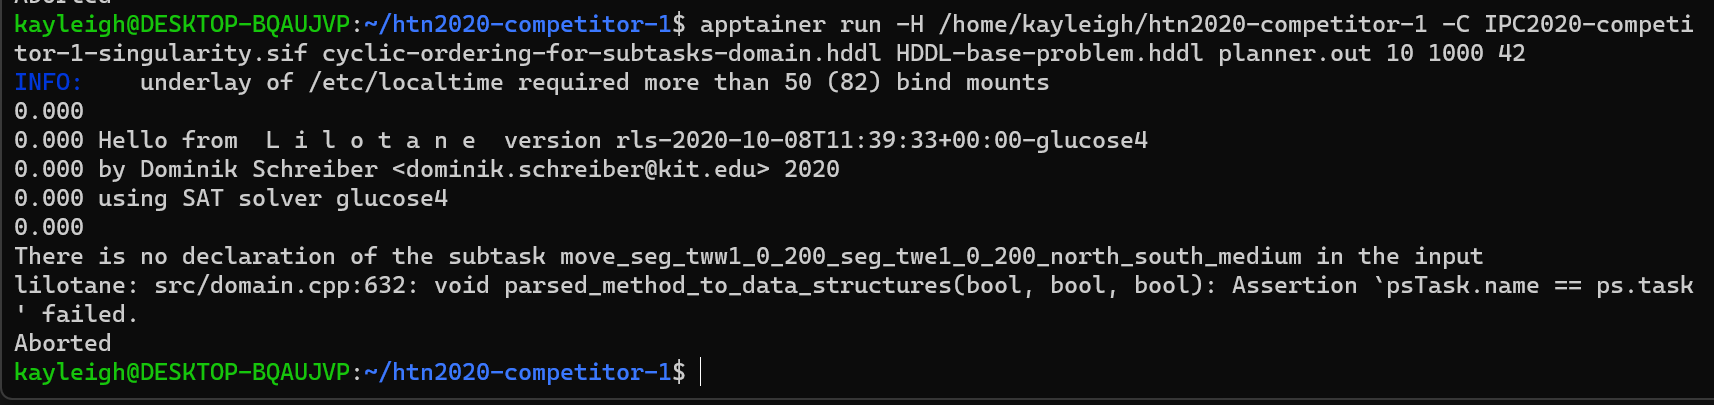 Aborted
kayleigh@DESKTOP-BQAUJVP:~/htn2020-competitor-1$ apptainer run -H /home/kayleigh/htn2020-competitor-1 -C IPC2020-competi
tor-1-singularity.sif cyclic-ordering-for-subtasks-domain.hddl HDDL-base-problem.hddl planner.out 10 1000 42
INFO:    underlay of /etc/localtime required more than 50 (82) bind mounts
0.000
0.000 Hello from  L i l o t a n e  version rls-2020-10-08T11:39:33+00:00-glucose4
0.000 by Dominik Schreiber <dominik.schreiber@kit.edu> 2020
0.000 using SAT solver glucose4
0.000
There is no declaration of the subtask move_seg_tww1_0_200_seg_twe1_0_200_north_south_medium in the input
lilotane: src/domain.cpp:632: void parsed_method_to_data_structures(bool, bool, bool): Assertion `psTask.name == ps.task
' failed.
Aborted
kayleigh@DESKTOP-BQAUJVP:~/htn2020-competitor-1$